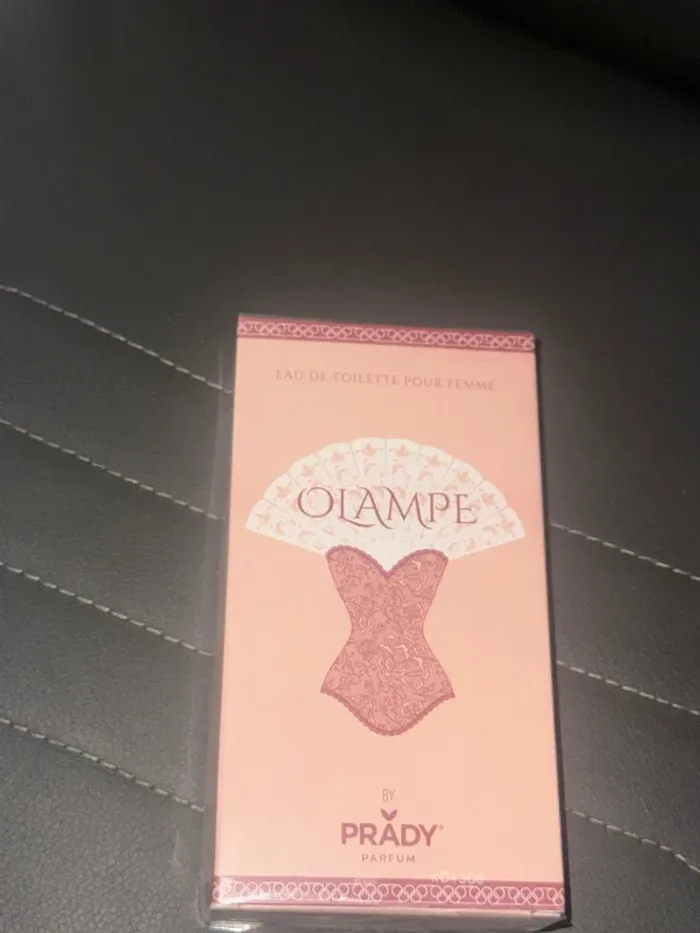 EAU DE TOILETTE POUR FEMME
OLAMPE
BY
PRADY®
PARFUM